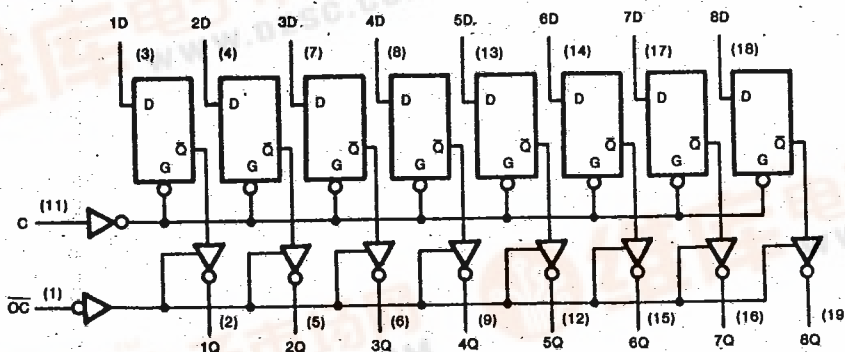 1D 2D 3D 4D 5D 6D 7D 8D
(3) (4) (7) (8) (13) (14) (17) (18)
D D D D D D D D
Q̅ Q̅ Q̅ Q̅ Q̅ Q̅ Q̅ Q̅
G G G G G G G G
C (11)
O̅C̅ (1)
(2) (5) (6) (9) (12) (15) (16) (19
1Q 2Q 3Q 4Q 5Q 6Q 7Q 8Q